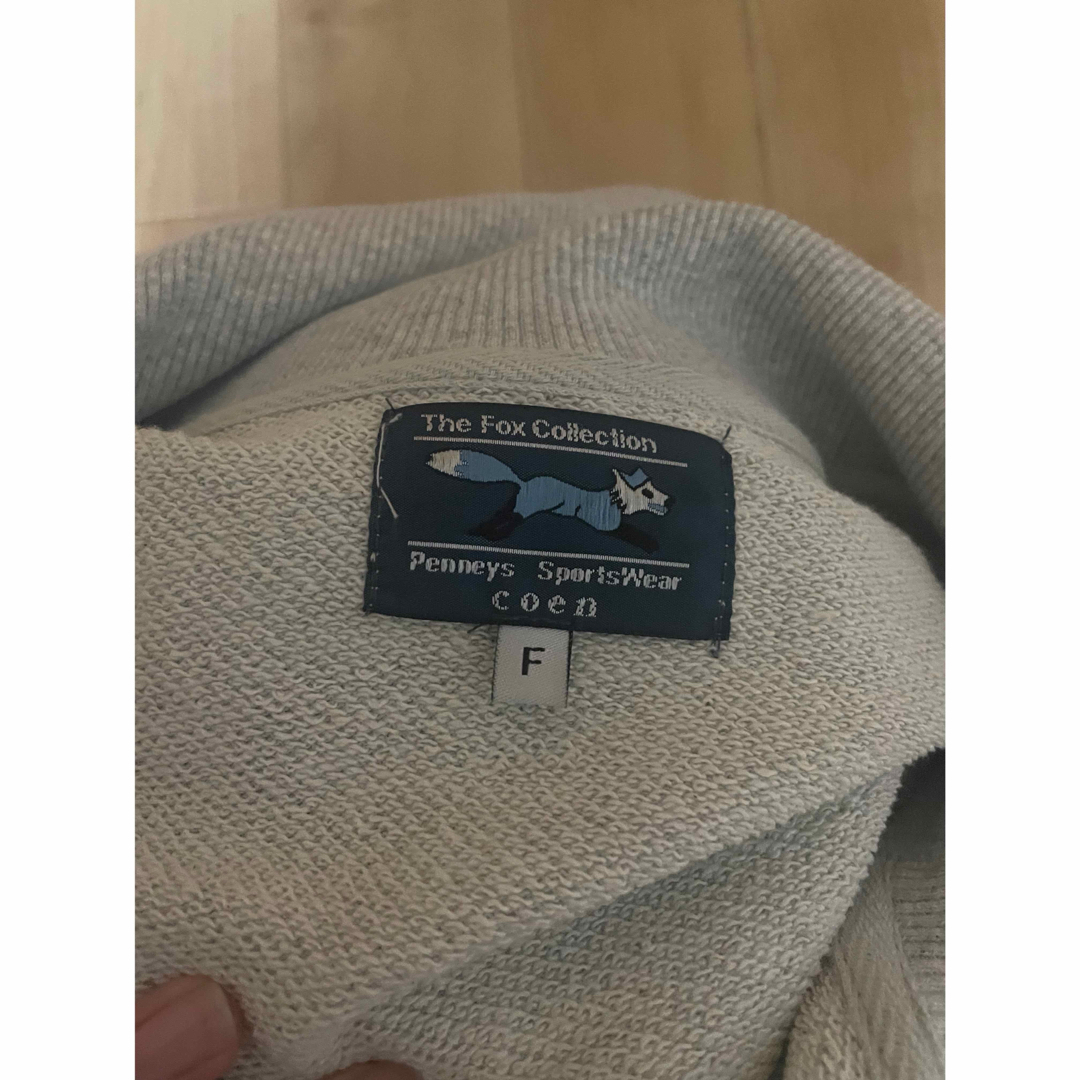 The Fox Collection
Penneys SportsWear
coen
F